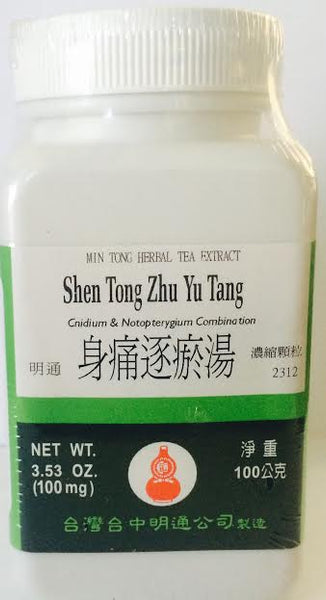 MIN TONG HERBAL TEA EXTRACT
Shen Tong Zhu Yu Tang
Cnidium & Notopterygium Combination
明通 身痛逐瘀湯 濃縮顆粒
2312
NET WT. 淨重
3.53 OZ. 100公克
(100mg)
台灣台中明通公司製造